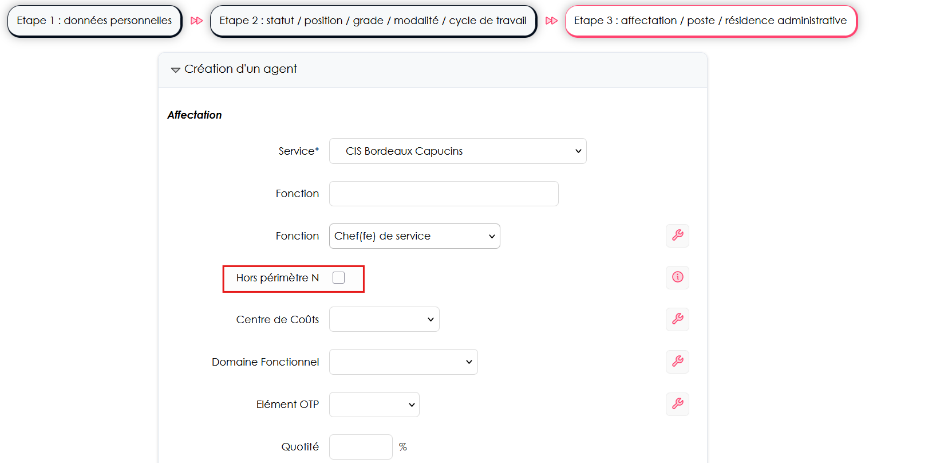 Etape 1 : données personnelles
Etape 2 : statut / position / grade / modalité / cycle de travail
Etape 3 : affectation / poste / résidence administrative
Création d'un agent
Affectation
Service* CIS Bordeaux Capucins
Fonction
Fonction Chef(fe) de service
Hors périmètre N
Centre de Coûts
Domaine Fonctionnel
Elément OTP
Quotité %